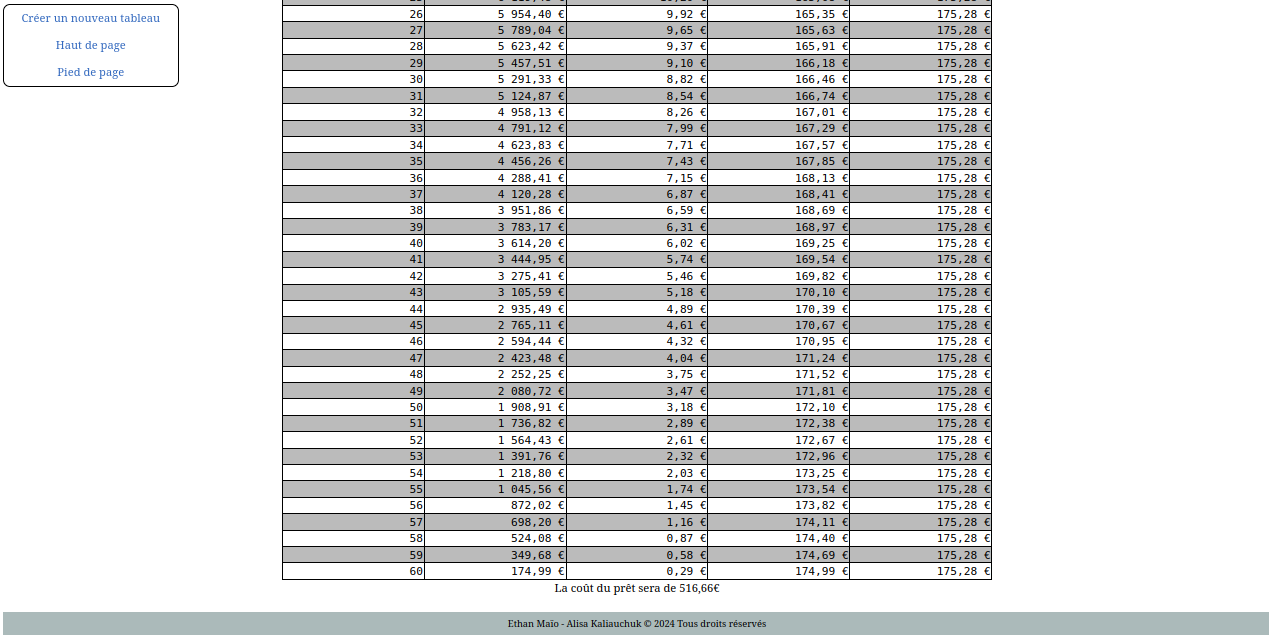 Créer un nouveau tableau
Haut de page
Pied de page
26 5 954,40 € 9,92 € 165,35 € 175,28 €
27 5 789,04 € 9,65 € 165,63 € 175,28 €
28 5 623,42 € 9,37 € 165,91 € 175,28 €
29 5 457,51 € 9,10 € 166,18 € 175,28 €
30 5 291,33 € 8,82 € 166,46 € 175,28 €
31 5 124,87 € 8,54 € 166,74 € 175,28 €
32 4 958,13 € 8,26 € 167,01 € 175,28 €
33 4 791,12 € 7,99 € 167,29 € 175,28 €
34 4 623,83 € 7,71 € 167,57 € 175,28 €
35 4 456,26 € 7,43 € 167,85 € 175,28 €
36 4 288,41 € 7,15 € 168,13 € 175,28 €
37 4 120,28 € 6,87 € 168,41 € 175,28 €
38 3 951,86 € 6,59 € 168,69 € 175,28 €
39 3 783,17 € 6,31 € 168,97 € 175,28 €
40 3 614,20 € 6,02 € 169,25 € 175,28 €
41 3 444,95 € 5,74 € 169,54 € 175,28 €
42 3 275,41 € 5,46 € 169,82 € 175,28 €
43 3 105,59 € 5,18 € 170,10 € 175,28 €
44 2 935,49 € 4,89 € 170,39 € 175,28 €
45 2 765,11 € 4,61 € 170,67 € 175,28 €
46 2 594,44 € 4,32 € 170,95 € 175,28 €
47 2 423,48 € 4,04 € 171,24 € 175,28 €
48 2 252,25 € 3,75 € 171,52 € 175,28 €
49 2 080,72 € 3,47 € 171,81 € 175,28 €
50 1 908,91 € 3,18 € 172,10 € 175,28 €
51 1 736,82 € 2,89 € 172,38 € 175,28 €
52 1 564,43 € 2,61 € 172,67 € 175,28 €
53 1 391,76 € 2,32 € 172,96 € 175,28 €
54 1 218,80 € 2,03 € 173,25 € 175,28 €
55 1 045,56 € 1,74 € 173,54 € 175,28 €
56 872,02 € 1,45 € 173,82 € 175,28 €
57 698,20 € 1,16 € 174,11 € 175,28 €
58 524,08 € 0,87 € 174,40 € 175,28 €
59 349,68 € 0,58 € 174,69 € 175,28 €
60 174,99 € 0,29 € 174,99 € 175,28 €
La coût du prêt sera de 516,66€
Ethan Maïo - Alisa Kaliauchuk © 2024 Tous droits réservés